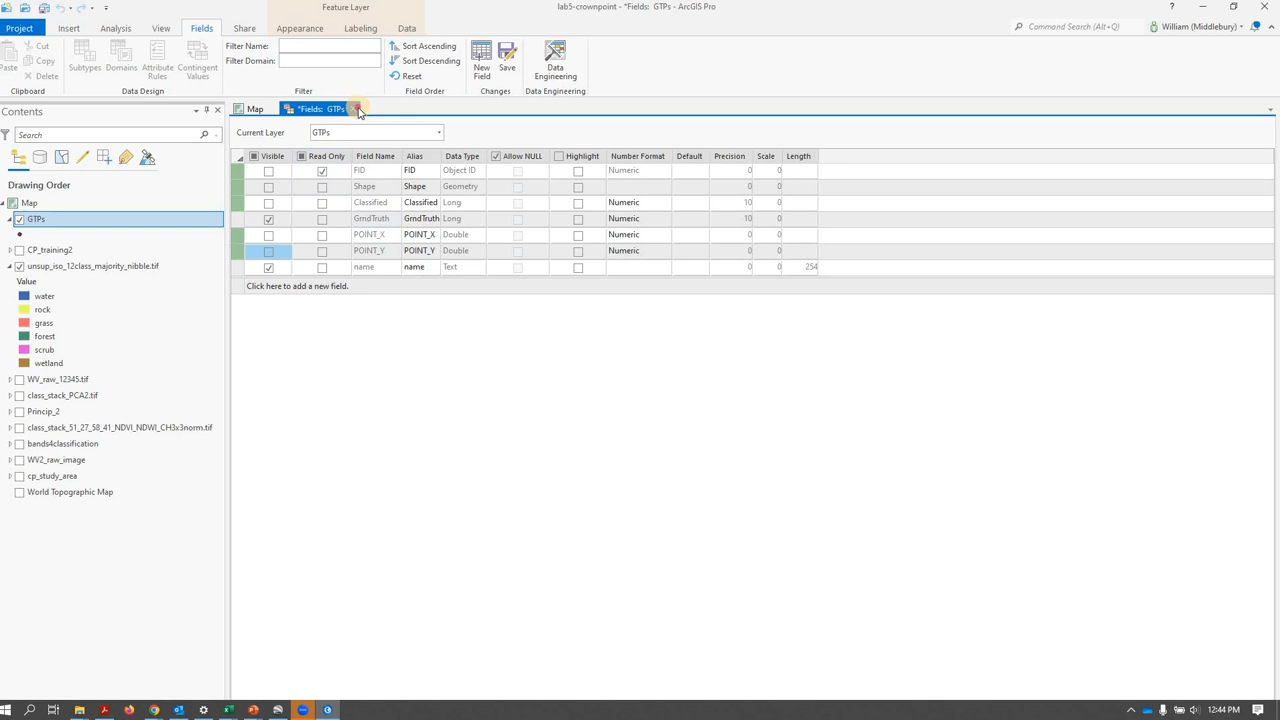 Feature Layer
lab5-crownpoint - *Fields: GTPs - ArcGIS Pro
Project Insert Analysis View Fields Share Appearance Labeling Data
Command Search (Alt+Q)
William (Middlebury)
Paste
Cut
Copy
Delete
Clipboard
Subtypes
Domains
Attribute Rules
Contingent Values
Data Design
Filter Name:
Filter Domain:
Filter
Sort Ascending
Sort Descending
Reset
Field Order
New Field
Save
Changes
Data Engineering
Data Engineering
Contents
Search
Drawing Order
Map
GTPs
CP_training2
unsup_iso_12class_majority_nibble.tif
Value
water
rock
grass
forest
scrub
wetland
WV_raw_12345.tif
class_stack_PCA2.tif
Princip_2
class_stack_51_27_58_41_NDVI_NDWI_CH3x3norm.tif
bands4classification
WV2_raw_image
cp_study_area
World Topographic Map
Map
*Fields: GTPs
Current Layer GTPs
Visible Read Only Field Name Alias Data Type Allow NULL Highlight Number Format Default Precision Scale Length
FID FID Object ID Numeric 0 0
Shape Shape Geometry 0 0
Classified Classified Long Numeric 10 0
GrndTruth GrndTruth Long Numeric 10 0
POINT_X POINT_X Double Numeric 0 0
POINT_Y POINT_Y Double Numeric 0 0
name name Text 0 0 254
Click here to add a new field.
12:44 PM